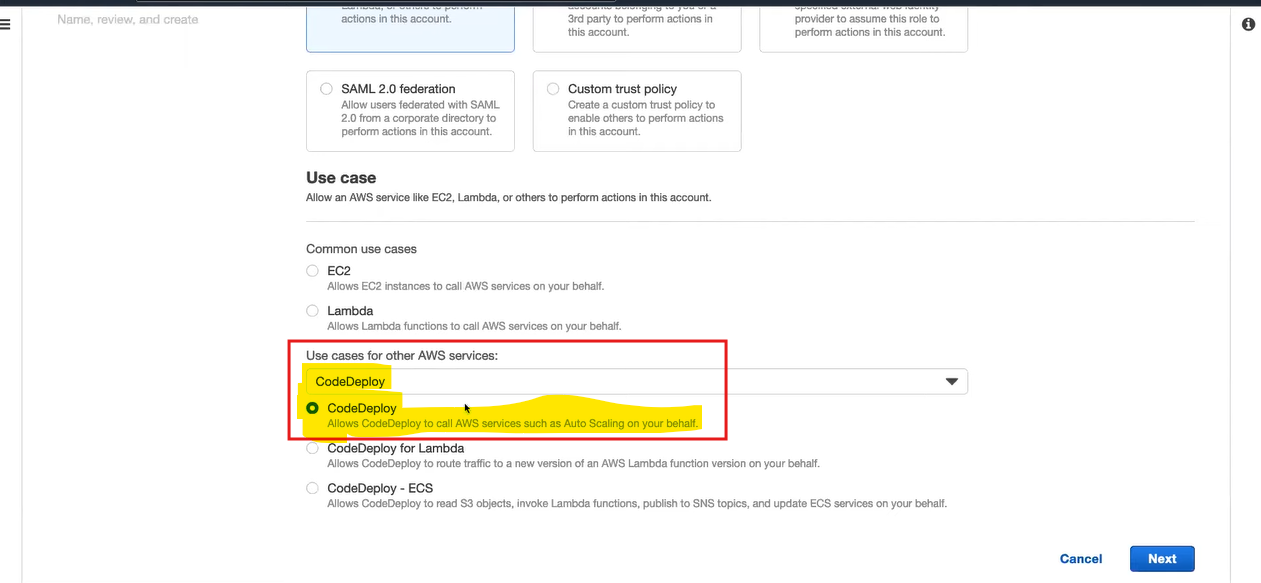 Name, review, and create
actions in this account.
3rd party to perform actions in
this account.
provider to assume this role to
perform actions in this account.
SAML 2.0 federation
Allow users federated with SAML
2.0 from a corporate directory to
perform actions in this account.
Custom trust policy
Create a custom trust policy to
enable others to perform actions
in this account.
Use case
Allow an AWS service like EC2, Lambda, or others to perform actions in this account.
Common use cases
EC2
Allows EC2 instances to call AWS services on your behalf.
Lambda
Allows Lambda functions to call AWS services on your behalf.
Use cases for other AWS services:
CodeDeploy
CodeDeploy
Allows CodeDeploy to call AWS services such as Auto Scaling on your behalf.
CodeDeploy for Lambda
Allows CodeDeploy to route traffic to a new version of an AWS Lambda function version on your behalf.
CodeDeploy - ECS
Allows CodeDeploy to read S3 objects, invoke Lambda functions, publish to SNS topics, and update ECS services on your behalf.
Cancel
Next